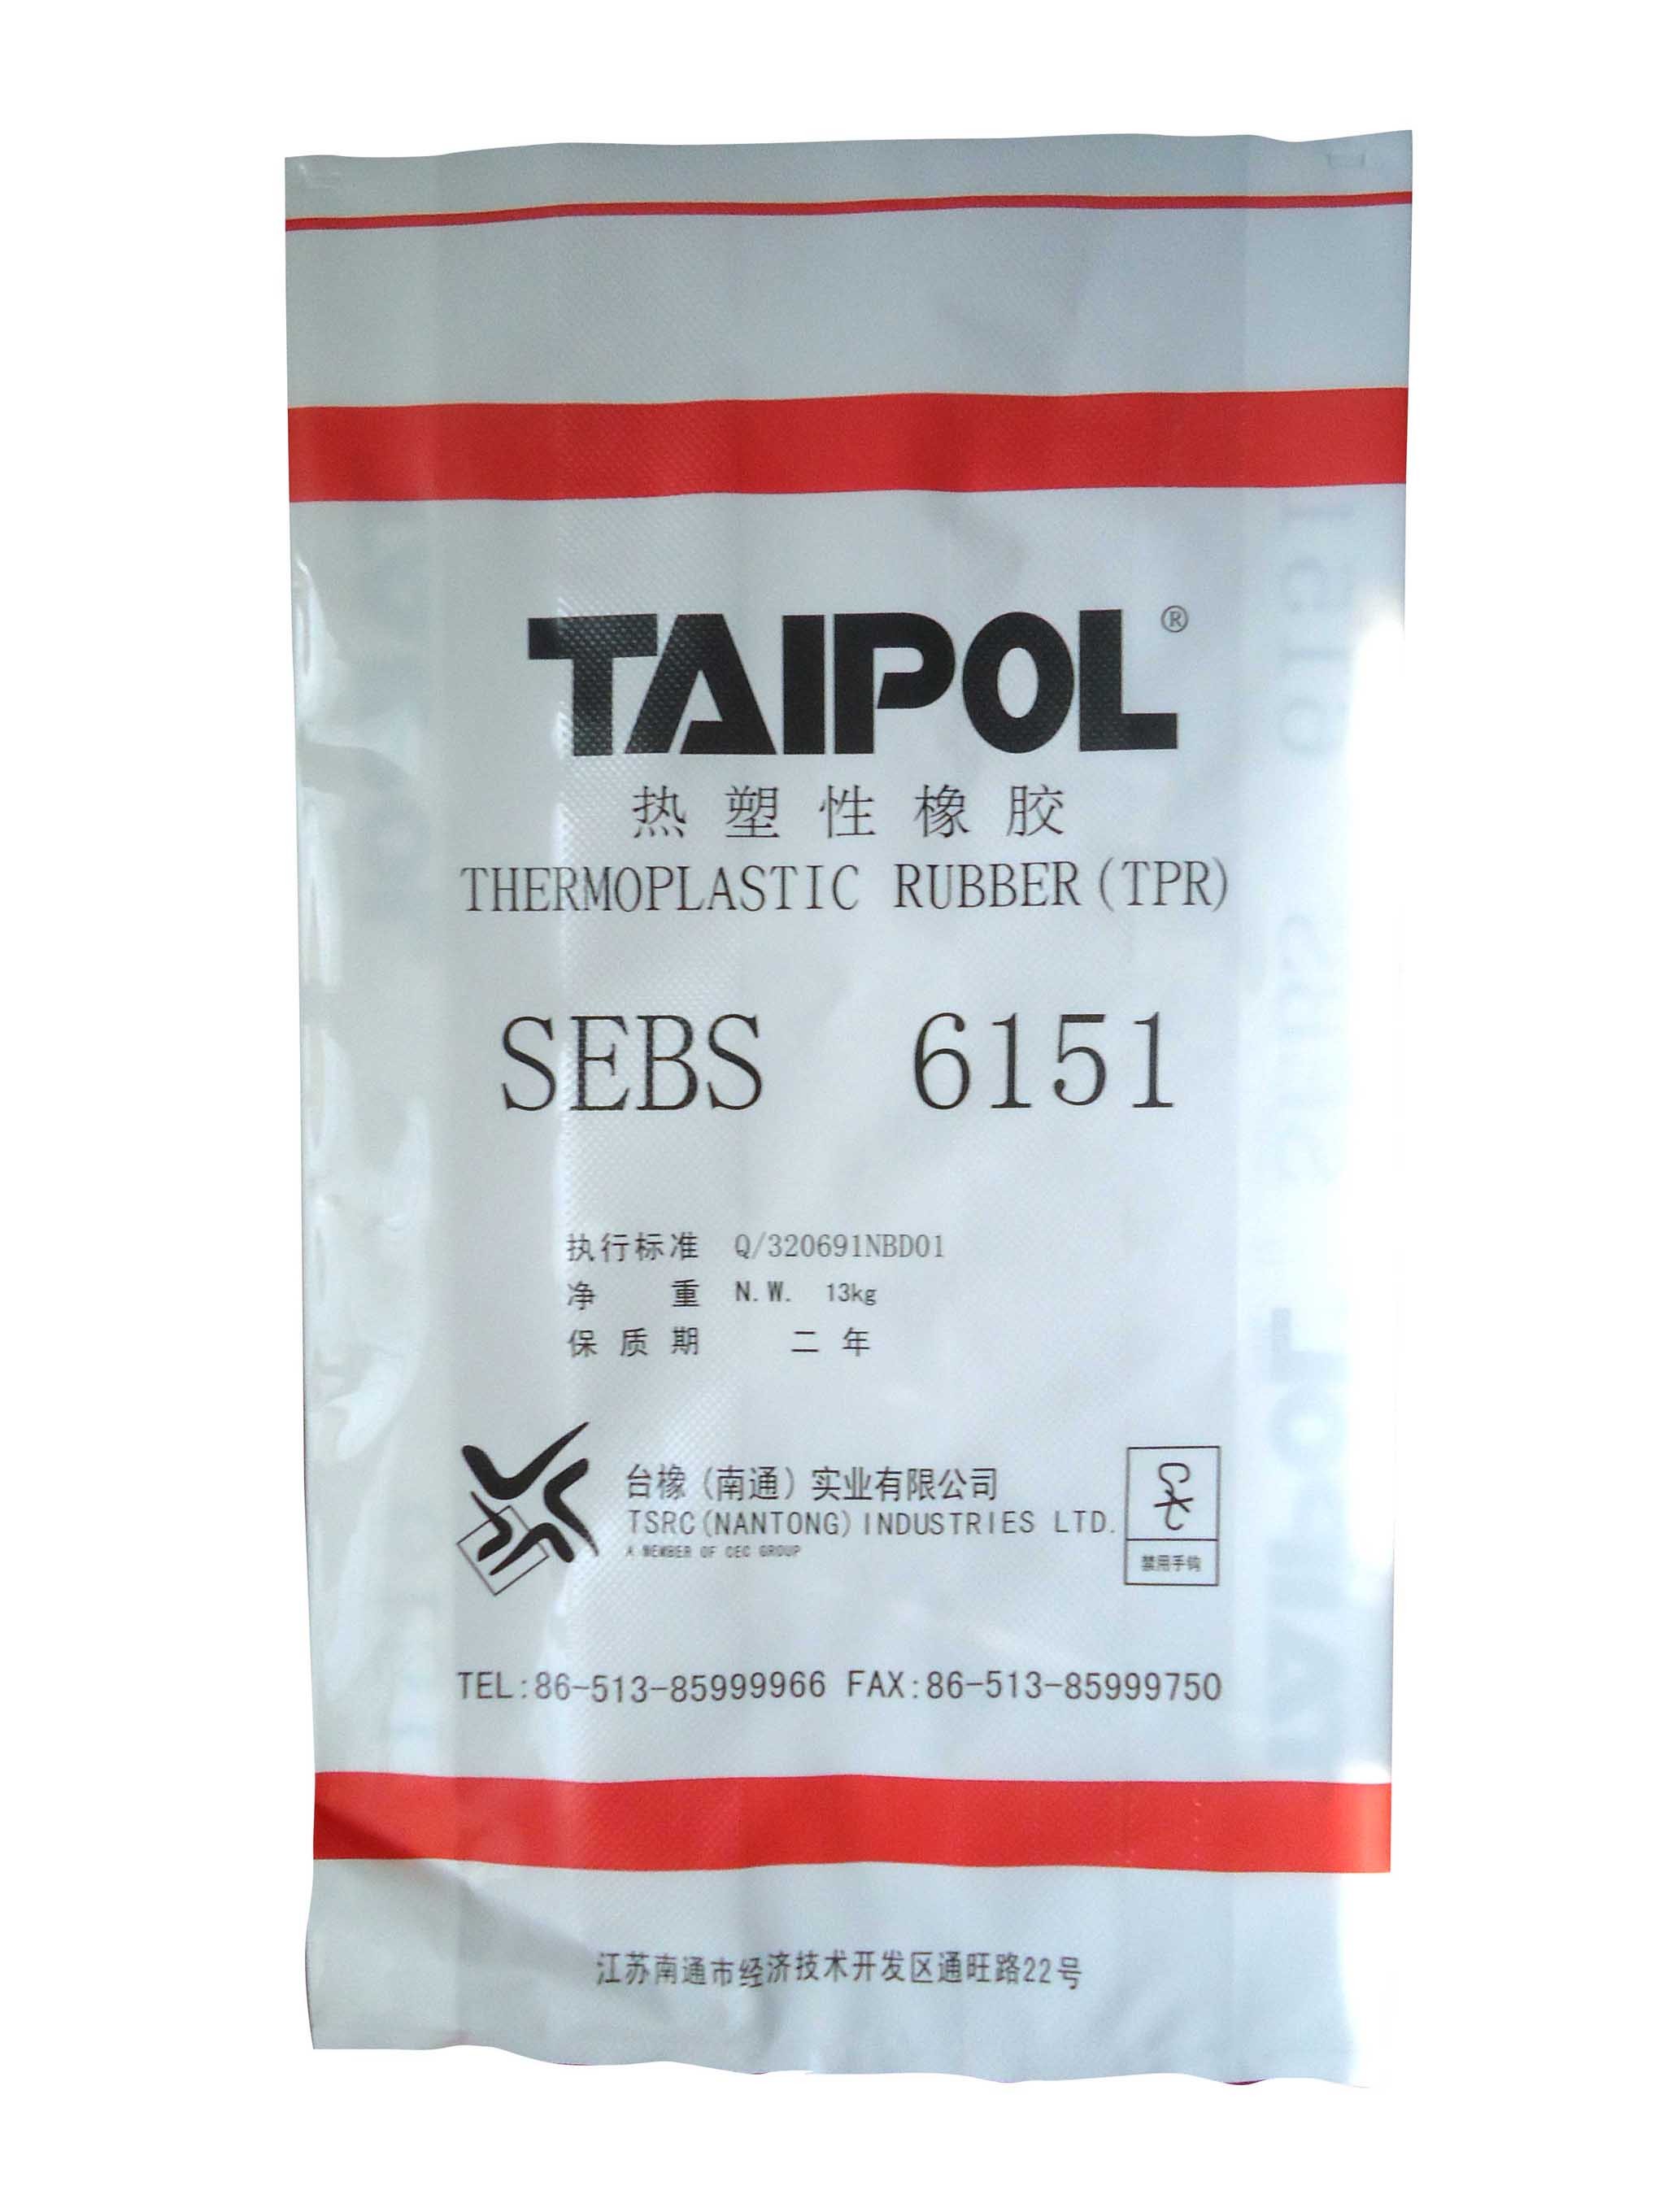 TAIPOL®
热塑性橡胶
THERMOPLASTIC RUBBER(TPR)
SEBS 6151
执行标准 Q/320691NBD01
净 重 N.W. 13kg
保质期 二年
台橡(南通)实业有限公司
TSRC(NANTONG)INDUSTRIES LTD.
A MEMBER OF CEC GROUP
禁用手钩
TEL:86-513-85999966 FAX:86-513-85999750
江苏南通市经济技术开发区通旺路22号
TAIPOL SEBS 6151